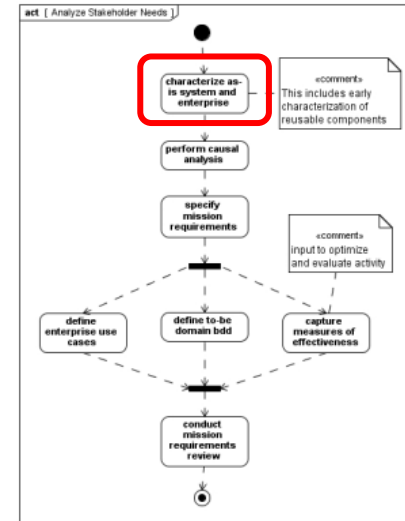 act [ Analyze Stakeholder Needs ]
characterize as-
is system and
enterprise
«comment»
This includes early
characterization of
reusable components
perform causal
analysis
specify
mission
requirements
«comment»
input to optimize
and evaluate activity
define
enterprise use
cases
define to-be
domain bdd
capture
measures of
effectiveness
conduct
mission
requirements
review